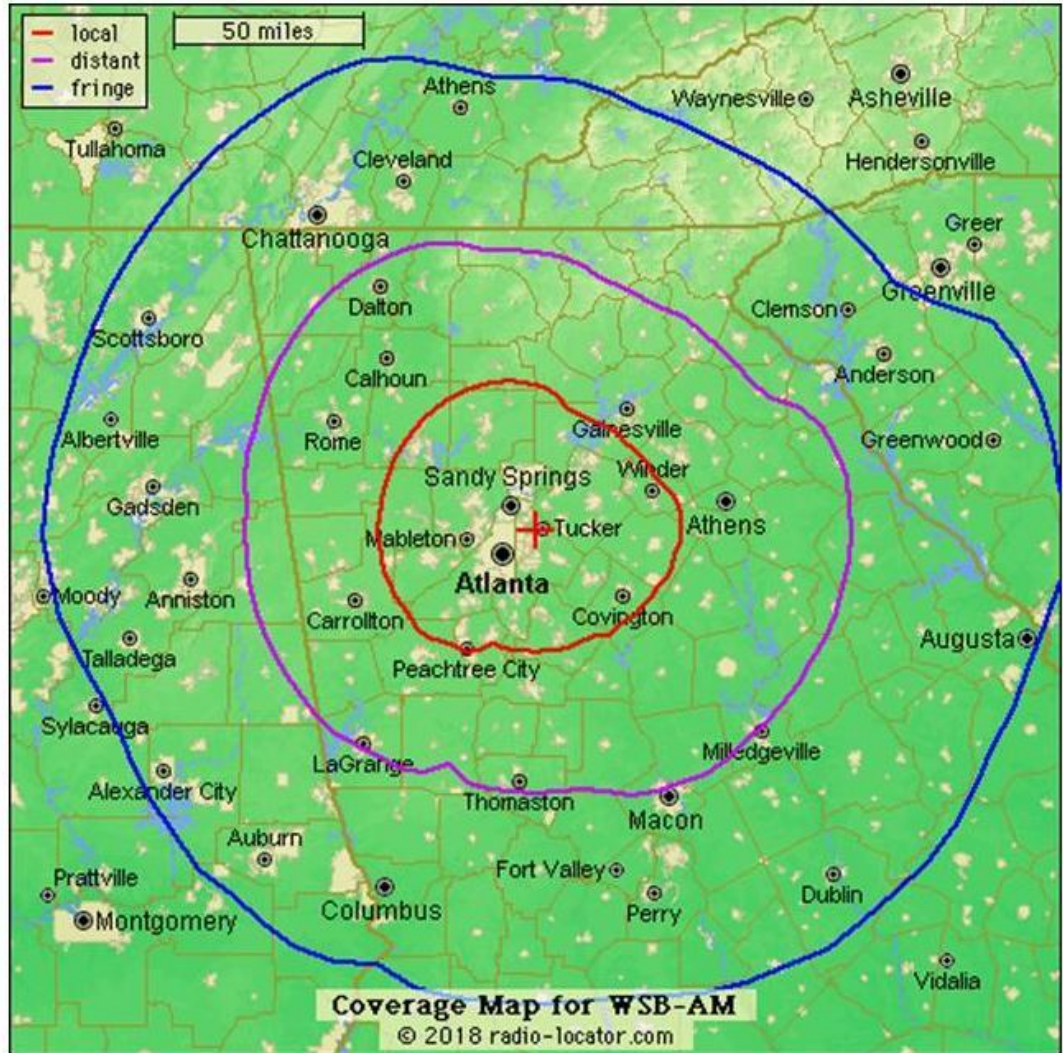 local
50 miles
distant
fringe
Athens
Waynesville
Asheville
Tullahoma
Cleveland
Hendersonville
Chattanooga
Greer
Greenville
Dalton
Clemson
Scottsboro
Calhoun
Anderson
Albertville
Rome
Gainesville
Greenwood
Sandy Springs
Winder
Gadsden
Athens
Mableton
Tucker
Atlanta
Moody
Anniston
Carrollton
Covington
Talladega
Peachtree City
Augusta
Sylacauga
LaGrange
Milledgeville
Alexander City
Thomaston
Macon
Auburn
Fort Valley
Prattville
Columbus
Perry
Dublin
Montgomery
Vidalia
Coverage Map for WSB-AM
© 2018 radio-locator.com